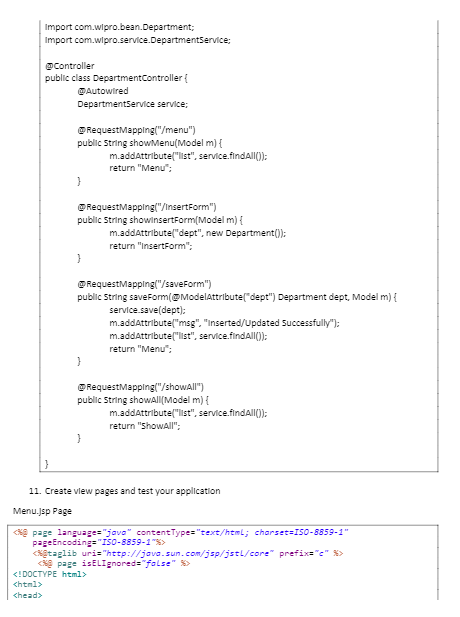 Import com.wipro.bean.Department;
Import com.wipro.service.DepartmentService;
@Controller
public class DepartmentController {
@Autowired
DepartmentService service;
@RequestMapping("/menu")
public String showMenu(Model m) {
m.addAttribute("list", service.findAll());
return "Menu";
}
@RequestMapping("/insertForm")
public String showInsertForm(Model m) {
m.addAttribute("dept", new Department());
return "InsertForm";
}
@RequestMapping("/saveForm")
public String saveForm(@ModelAttribute("dept") Department dept, Model m) {
service.save(dept);
m.addAttribute("msg", "Inserted/Updated Successfully");
m.addAttribute("list", service.findAll());
return "Menu";
}
@RequestMapping("/showAll")
public String showAll(Model m) {
m.addAttribute("list", service.findAll());
return "ShowAll";
}
}
11. Create view pages and test your application
Menu.jsp Page
<%@ page language="java" contentType="text/html; charset=ISO-8859-1"
pageEncoding="ISO-8859-1"%>
<%@taglib uri="http://java.sun.com/jsp/jstl/core" prefix="c" %>
<%@ page isELIgnored="false" %>
<!DOCTYPE html>
<html>
<head>